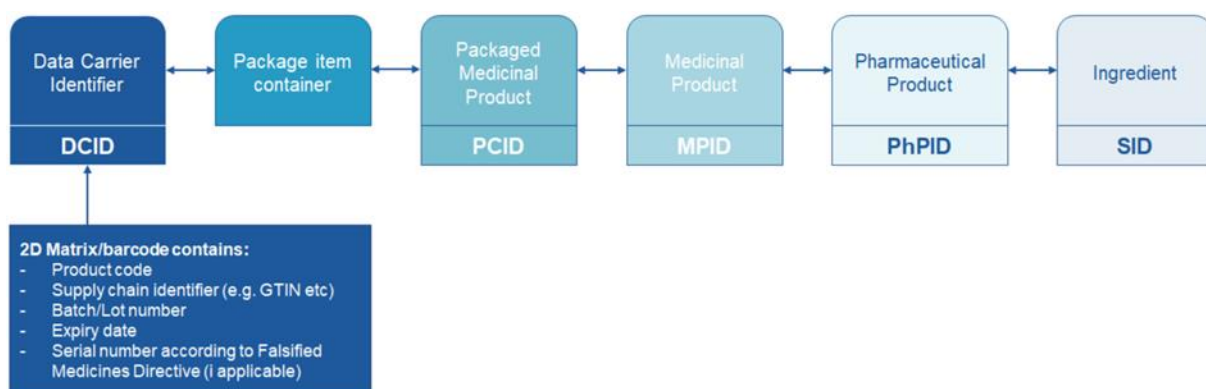 Data Carrier
Identifier
DCID
Package item
container
Packaged
Medicinal
Product
PCID
Medicinal
Product
MPID
Pharmaceutical
Product
PhPID
Ingredient
SID
2D Matrix/barcode contains:
- Product code
- Supply chain identifier (e.g. GTIN etc)
- Batch/Lot number
- Expiry date
- Serial number according to Falsified
Medicines Directive (i applicable)